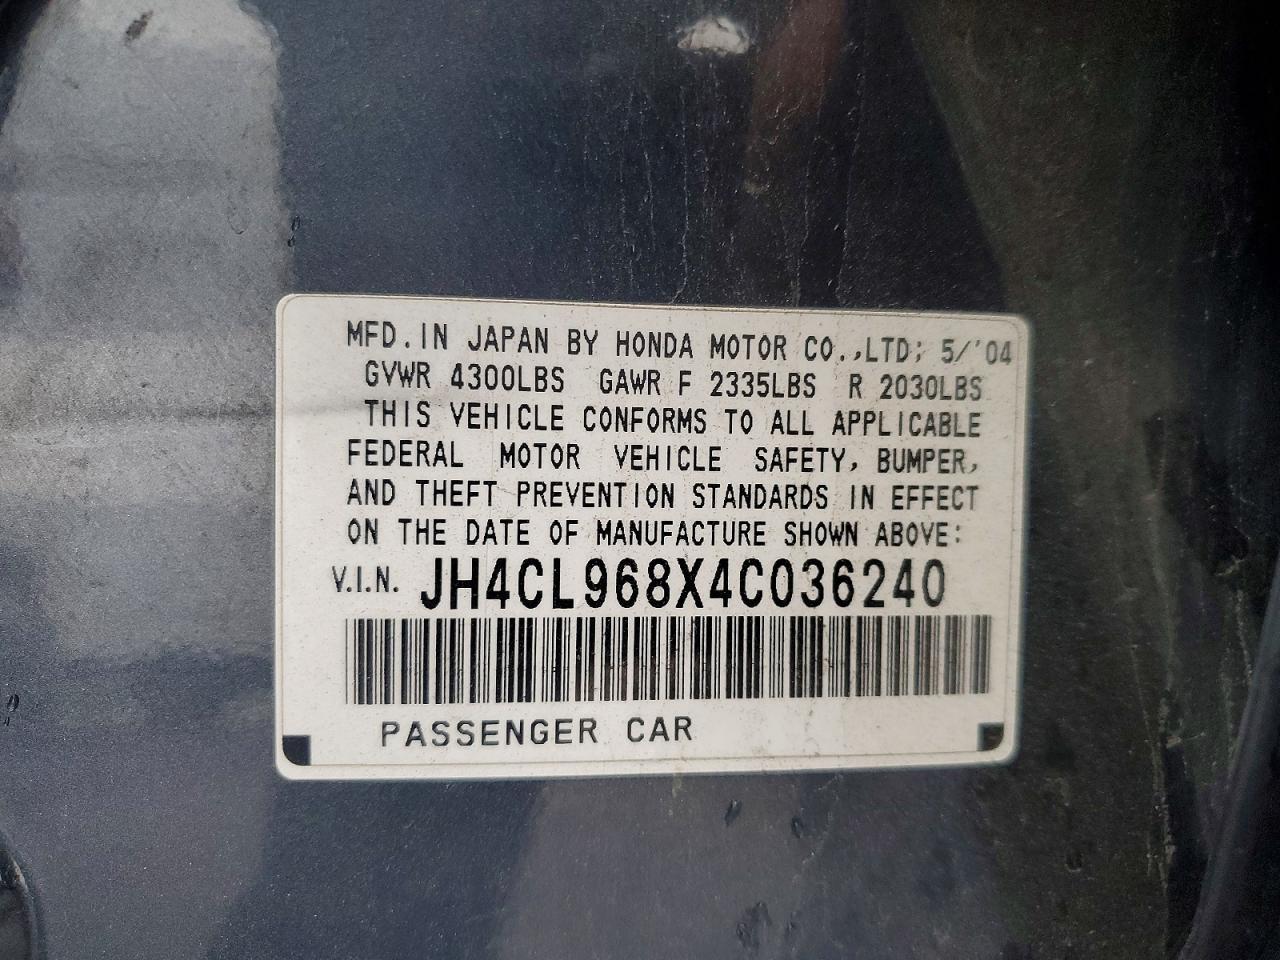 MFD. IN JAPAN BY HONDA MOTOR CO.,LTD; 5/'04
GVWR 4300LBS GAWR F 2335LBS R 2030LBS
THIS VEHICLE CONFORMS TO ALL APPLICABLE
FEDERAL MOTOR VEHICLE SAFETY, BUMPER,
AND THEFT PREVENTION STANDARDS IN EFFECT
ON THE DATE OF MANUFACTURE SHOWN ABOVE:
V.I.N. JH4CL968X4C036240
PASSENGER CAR